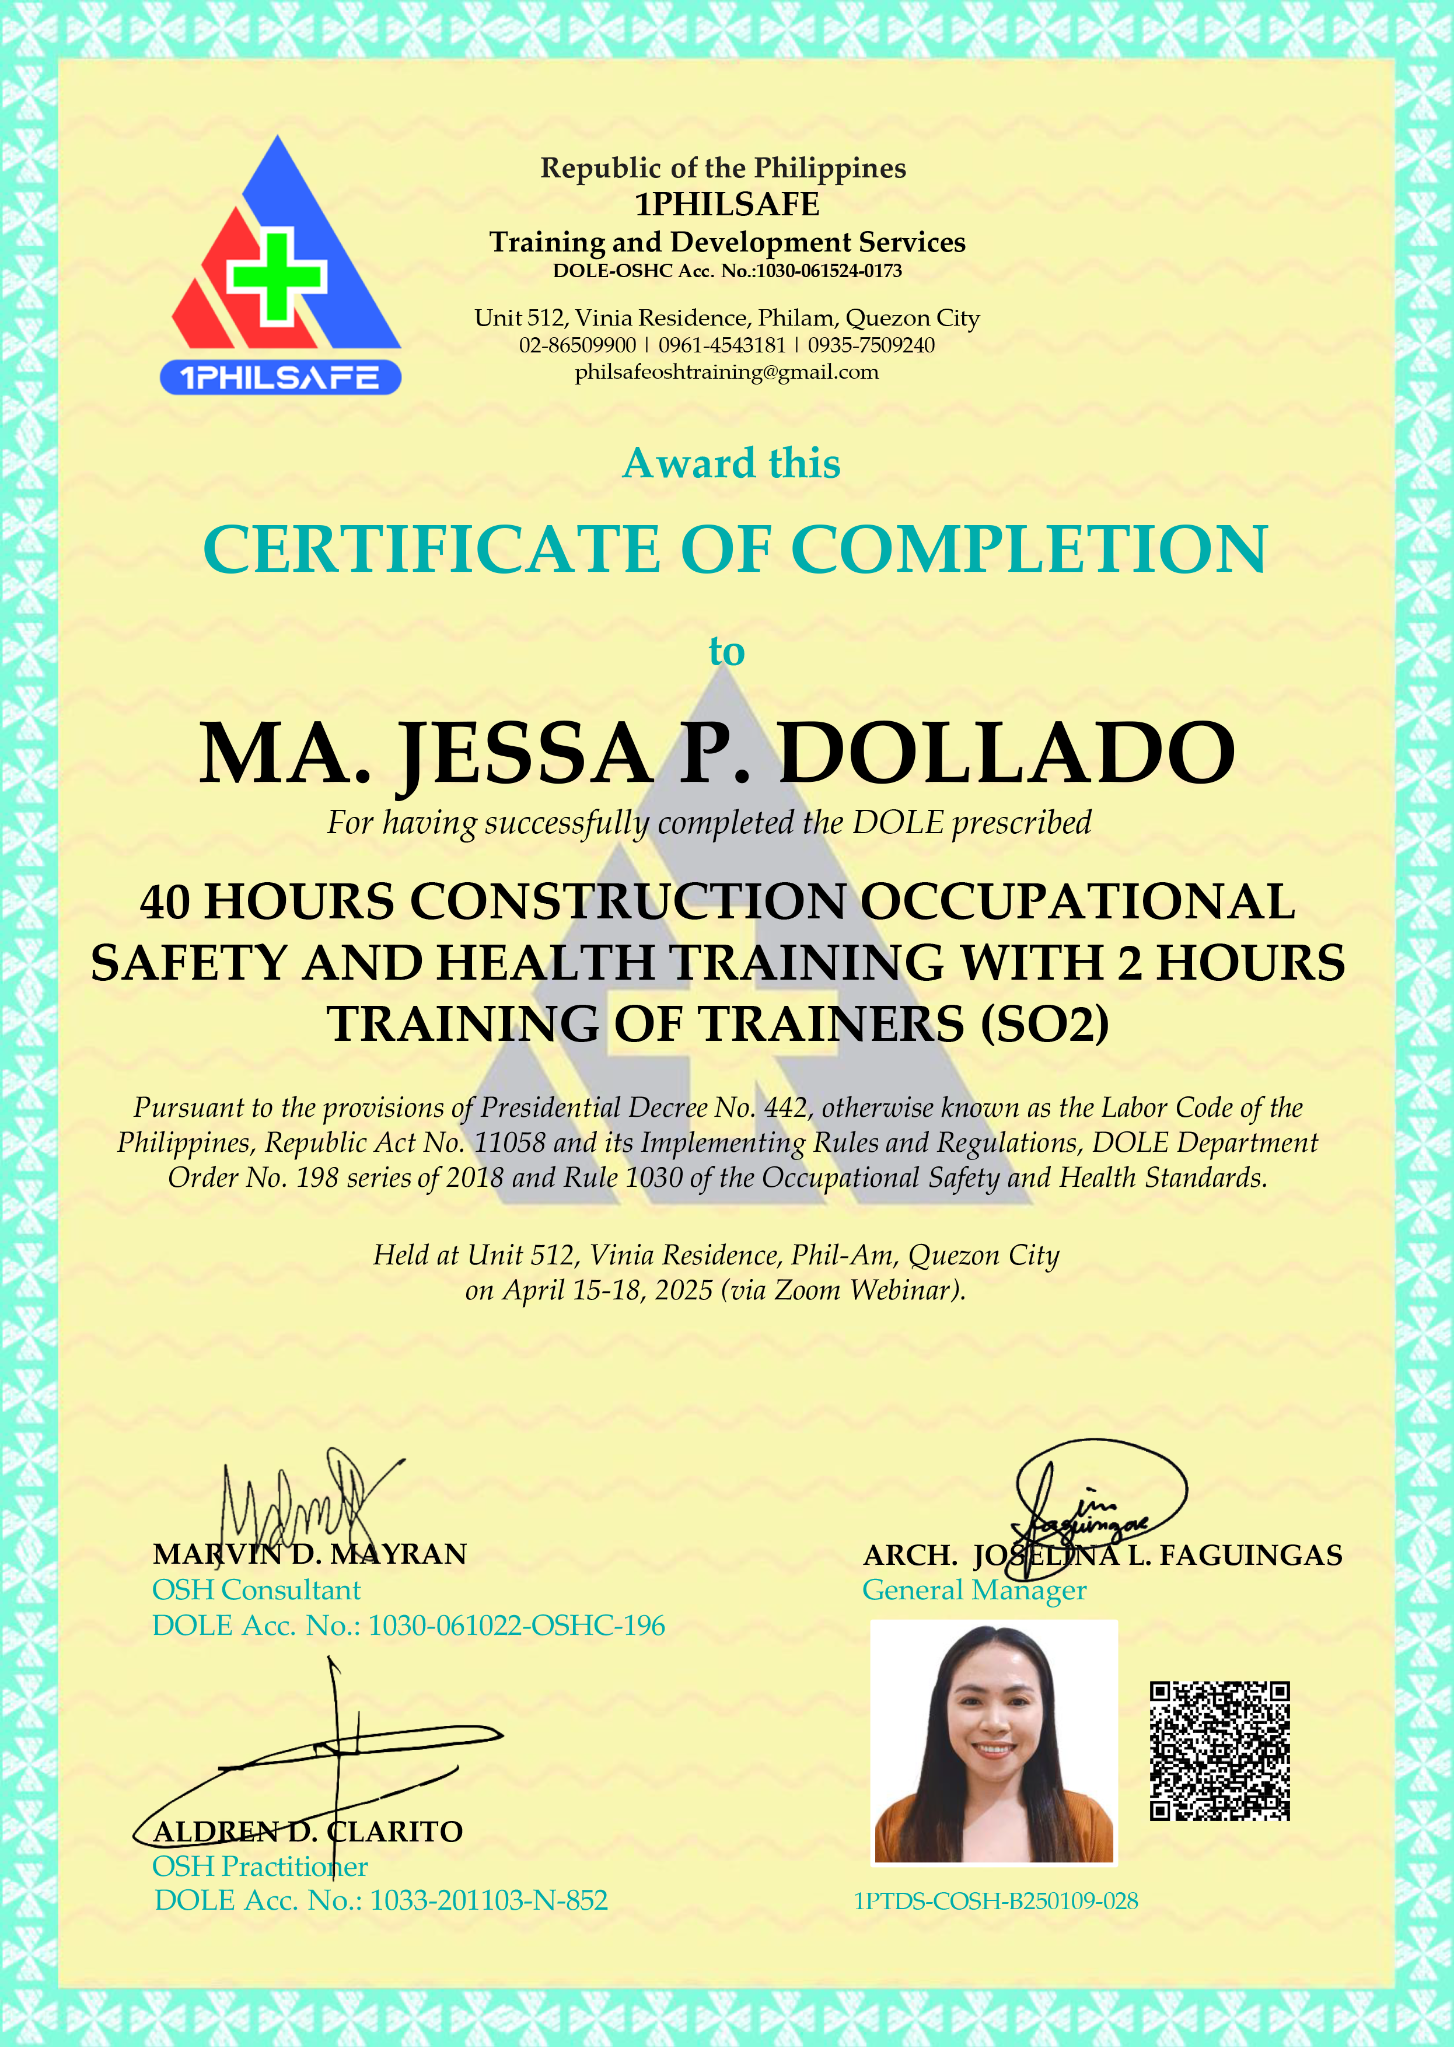 Republic of the Philippines
1PHILSAFE
Training and Development Services
DOLE-OSHC Acc. No.:1030-061524-0173
Unit 512, Vinia Residence, Philam, Quezon City
02-86509900 | 0961-4543181 | 0935-7509240
philsafeoshtraining@gmail.com
1PHILSAFE
Award this
CERTIFICATE OF COMPLETION
to
MA. JESSA P. DOLLADO
For having successfully completed the DOLE prescribed
40 HOURS CONSTRUCTION OCCUPATIONAL
SAFETY AND HEALTH TRAINING WITH 2 HOURS
TRAINING OF TRAINERS (SO2)
Pursuant to the provisions of Presidential Decree No. 442, otherwise known as the Labor Code of the
Philippines, Republic Act No. 11058 and its Implementing Rules and Regulations, DOLE Department
Order No. 198 series of 2018 and Rule 1030 of the Occupational Safety and Health Standards.
Held at Unit 512, Vinia Residence, Phil-Am, Quezon City
on April 15-18, 2025 (via Zoom Webinar).
MARVIN D. MAYRAN
OSH Consultant
DOLE Acc. No.: 1030-061022-OSHC-196
ARCH. JOSELINA L. FAGUINGAS
General Manager
ALDREN D. CLARITO
OSH Practitioner
DOLE Acc. No.: 1033-201103-N-852
1PTDS-COSH-B250109-028